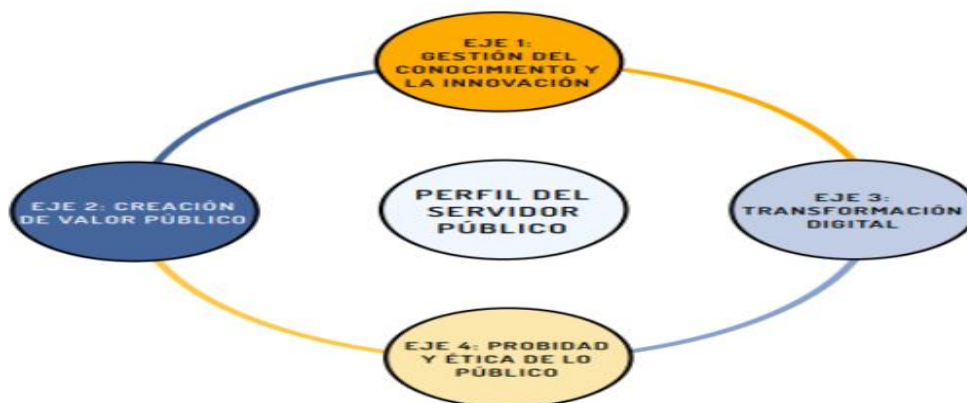 EJE 1:
GESTIÓN DEL
CONOCIMIENTO Y
LA INNOVACIÓN
EJE 2: CREACIÓN
DE VALOR PÚBLICO
PERFIL DEL
SERVIDOR
PÚBLICO
EJE 3:
TRANSFORMACIÓN
DIGITAL
EJE 4: PROBIDAD
Y ÉTICA DE LO
PÚBLICO